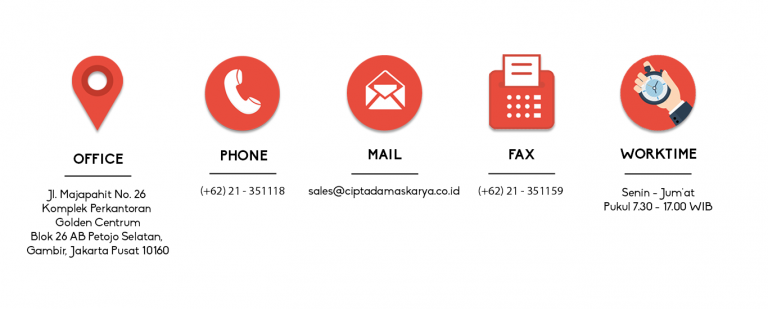 OFFICE
Jl. Majapahit No. 26
Komplek Perkantoran
Golden Centrum
Blok 26 AB Petojo Selatan,
Gambir, Jakarta Pusat 10160
PHONE
(+62) 21 - 351118
MAIL
sales@ciptadamaskarya.co.id
FAX
(+62) 21 - 351159
WORKTIME
Senin - Jum'at
Pukul 7.30 - 17.00 WIB